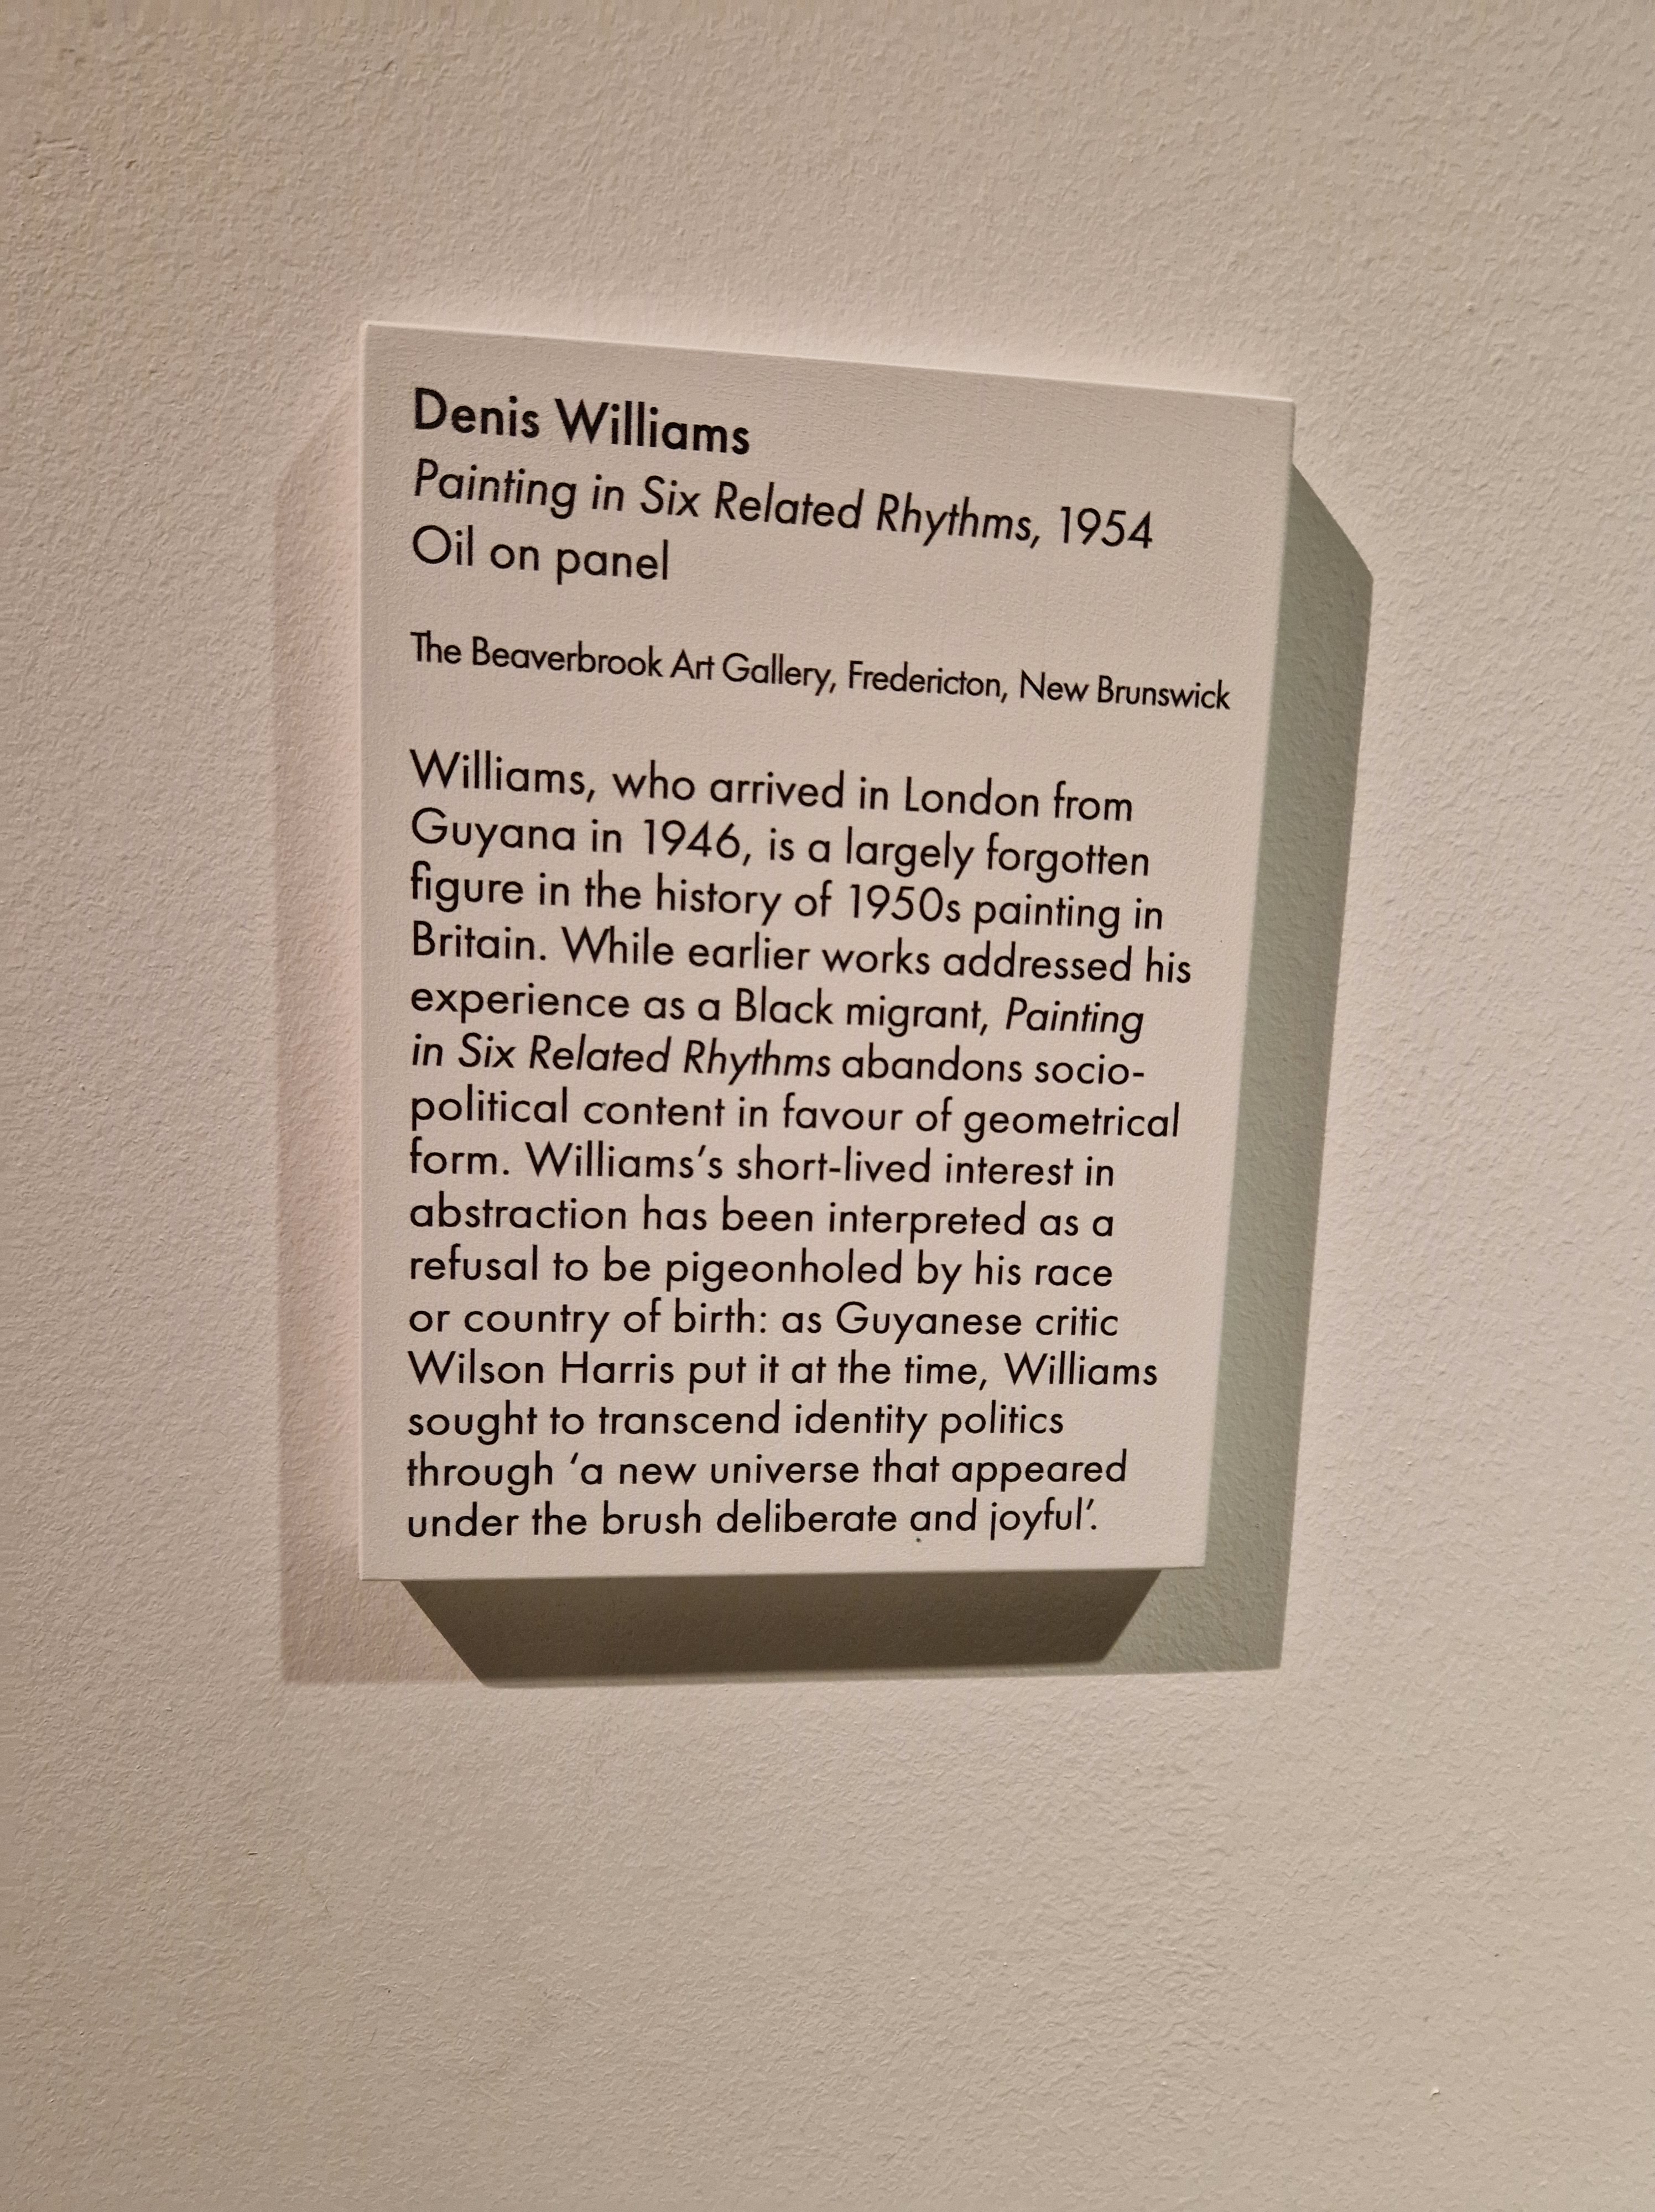 Denis Williams
Painting in Six Related Rhythms, 1954
Oil on panel
The Beaverbrook Art Gallery, Fredericton, New Brunswick
Williams, who arrived in London from
Guyana in 1946, is a largely forgotten
figure in the history of 1950s painting in
Britain. While earlier works addressed his
experience as a Black migrant, Painting
in Six Related Rhythms abandons socio-
political content in favour of geometrical
form. Williams’s short-lived interest in
abstraction has been interpreted as a
refusal to be pigeonholed by his race
or country of birth: as Guyanese critic
Wilson Harris put it at the time, Williams
sought to transcend identity politics
through ‘a new universe that appeared
under the brush deliberate and joyful’.